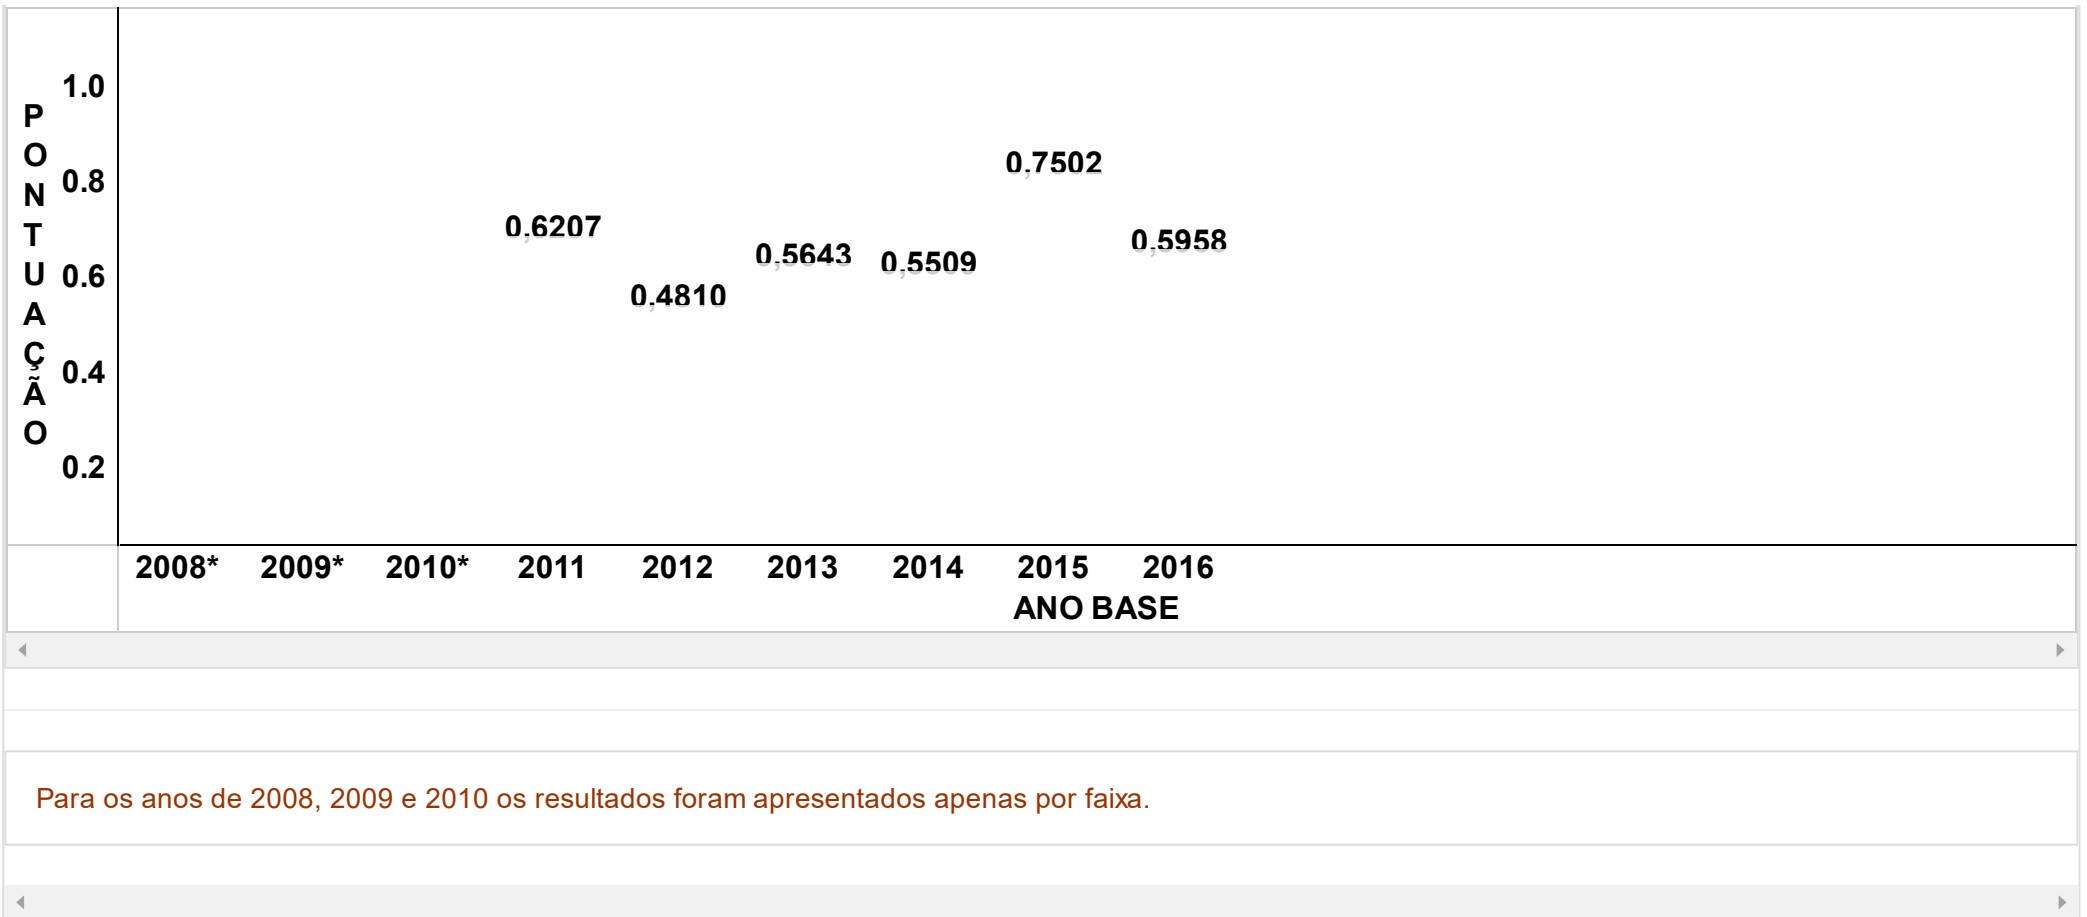 PONTUAÇÃO
1.0
0.8
0.6
0.4
0.2
0,6207
0,4810
0,5643
0,5509
0,7502
0,5958
2008* 2009* 2010* 2011 2012 2013 2014 2015 2016
ANO BASE
Para os anos de 2008, 2009 e 2010 os resultados foram apresentados apenas por faixa.